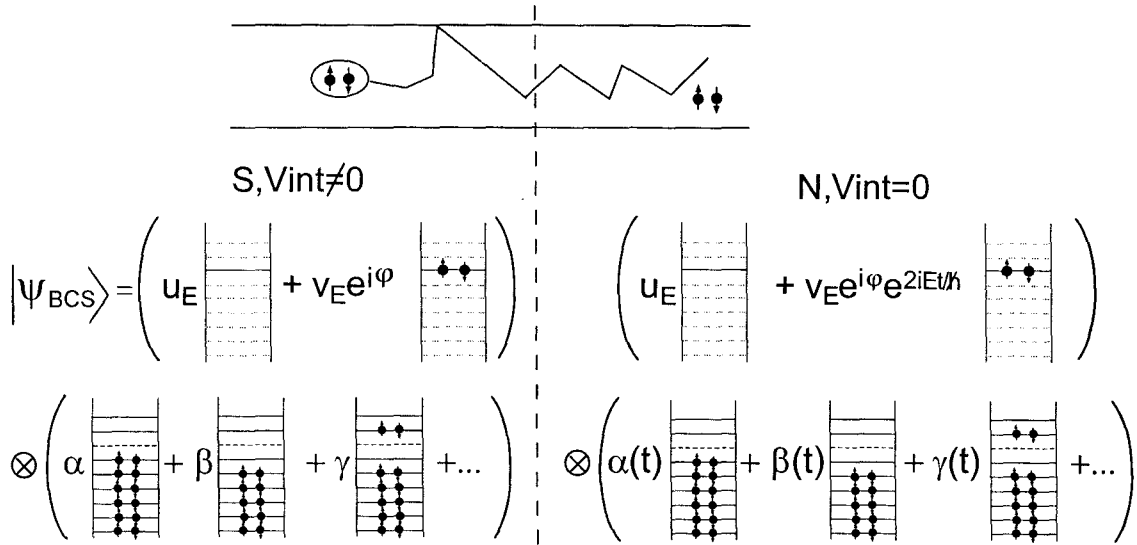 S,Vint≠0
N,Vint=0
|ψBCS⟩=( uE + vEe^iφ )
( uE + vEe^iφe^2iEt/ħ )
⊗( α + β + γ +... )
⊗( α(t) + β(t) + γ(t) +... )